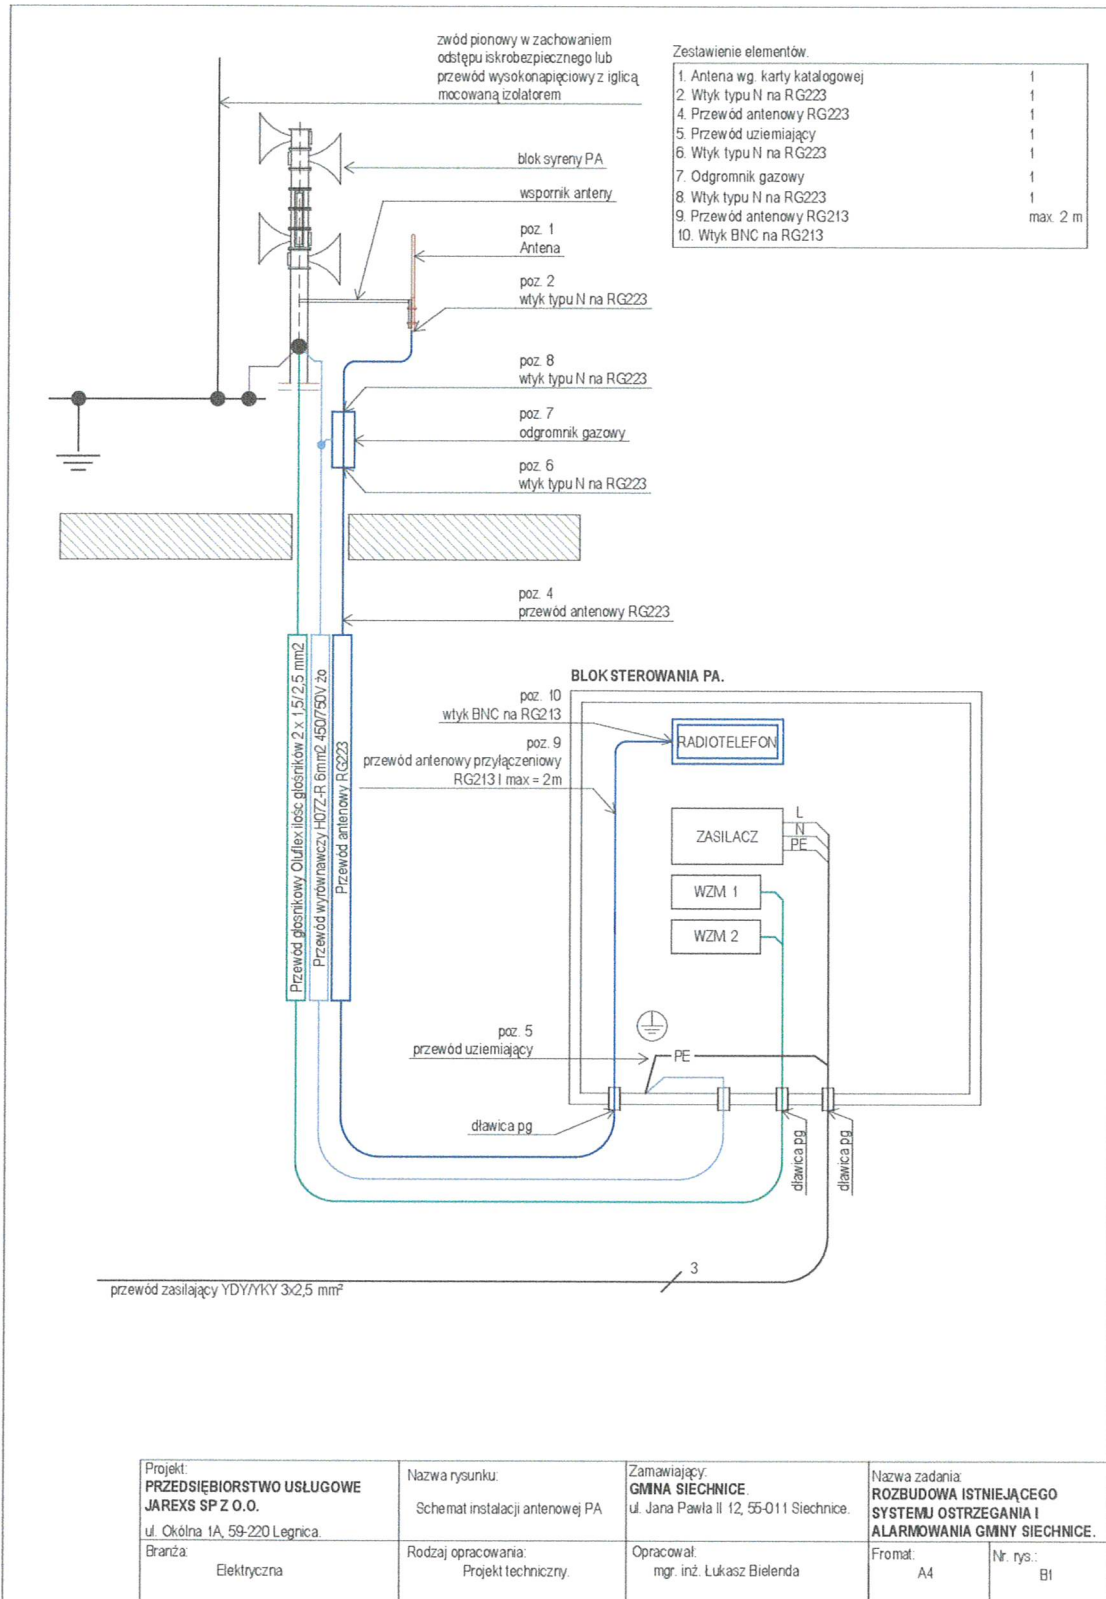 zwód pionowy w zachowaniem
odstępu iskrobezpiecznego lub
przewód wysokonapięciowy z iglicą
mocowaną izolatorem
blok syreny PA
wspornik anteny
poz. 1
Antena
poz. 2
wtyk typu N na RG223
poz. 8
wtyk typu N na RG223
poz. 7
odgromnik gazowy
poz. 6
wtyk typu N na RG223
poz. 4
przewód antenowy RG223
Zestawienie elementów.
1. Antena wg. karty katalogowej 1
2. Wtyk typu N na RG223 1
4. Przewód antenowy RG223 1
5. Przewód uziemiający 1
6. Wtyk typu N na RG223 1
7. Odgromnik gazowy 1
8. Wtyk typu N na RG223 1
9. Przewód antenowy RG213 max. 2 m
10. Wtyk BNC na RG213
Przewód głośnikowy Oluflex ilośc głośników 2 x 1,5/2,5 mm2
Przewód wyrównawczy H07Z-R 6mm2 450/750V żo
Przewód antenowy RG223
BLOK STEROWANIA PA.
poz. 10
wtyk BNC na RG213
poz. 9
przewód antenowy przyłączeniowy
RG213 l max = 2m
RADIOTELEFON
ZASILACZ
L
N
PE
WZM. 1
WZM. 2
poz. 5
przewód uziemiający
PE
dławica pg
dławica pg
dławica pg
3
przewód zasilający YDY/YKY 3x2,5 mm²
Projekt:
PRZEDSIĘBIORSTWO USŁUGOWE
JAREXS SP Z O.O.
ul. Okólna 1A, 59-220 Legnica.
Nazwa rysunku:
Schemat instalacji antenowej PA
Zamawiający:
GMINA SIECHNICE.
ul. Jana Pawła II 12, 55-011 Siechnice.
Nazwa zadania:
ROZBUDOWA ISTNIEJĄCEGO
SYSTEMU OSTRZEGANIA I
ALARMOWANIA GMINY SIECHNICE.
Branża:
Elektryczna
Rodzaj opracowania:
Projekt techniczny.
Opracował:
mgr. inż. Łukasz Bielenda
Fromat:
A4
Nr. rys.:
B1